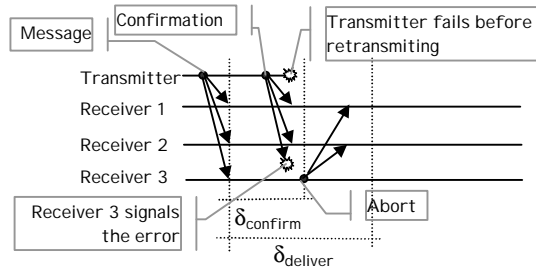 Message
Confirmation
Transmitter fails before
retransmiting
Transmitter
Receiver 1
Receiver 2
Receiver 3
Receiver 3 signals
the error
δconfirm
Abort
δdeliver